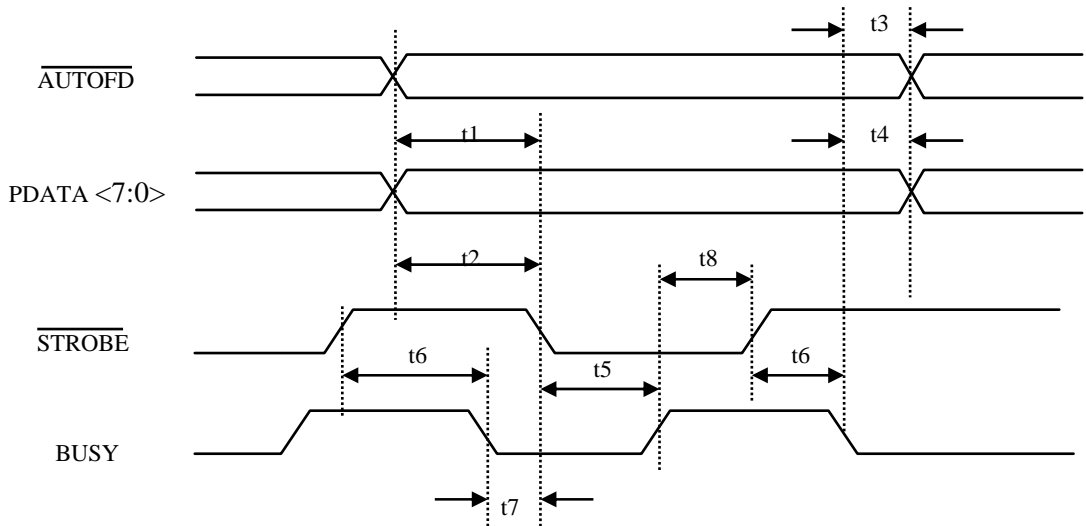 t3
AUTOFD
t1
t4
PDATA <7:0>
t2
t8
STROBE
t6
t5
t6
BUSY
t7